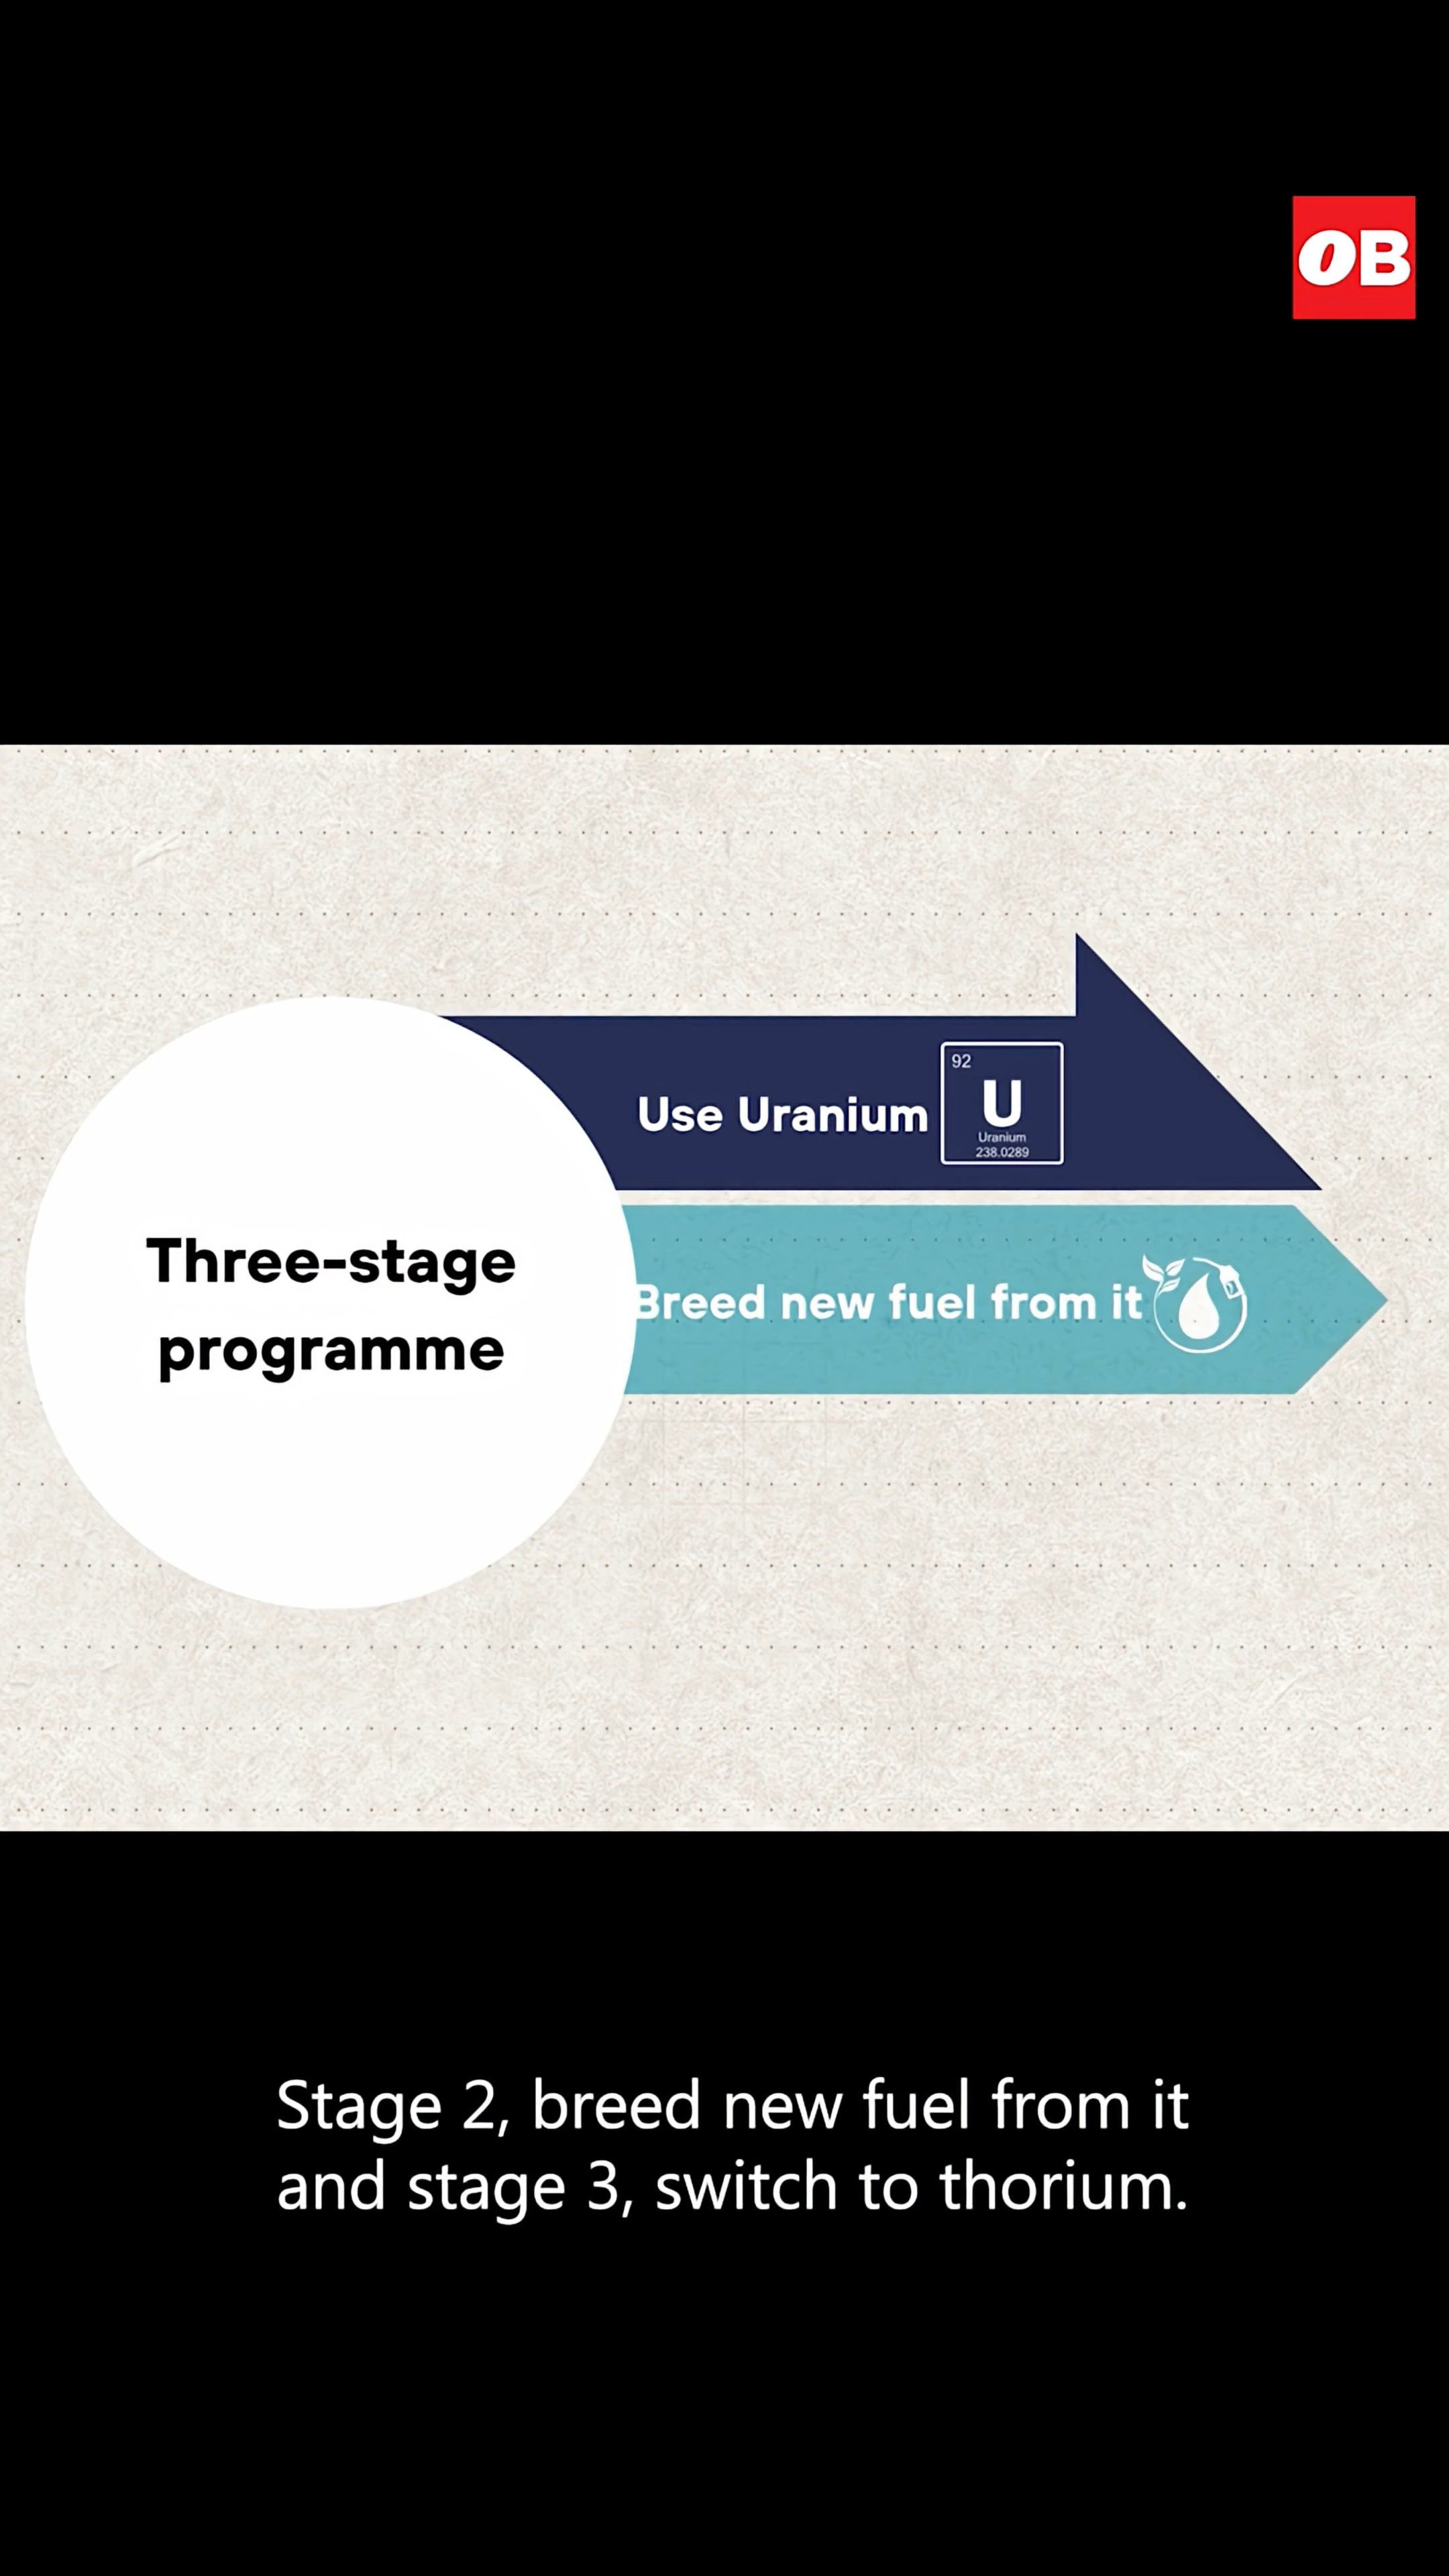 OB
Use Uranium
92
U
Uranium
238.0289
Three-stage
programme
Breed new fuel from it
Stage 2, breed new fuel from it
and stage 3, switch to thorium.